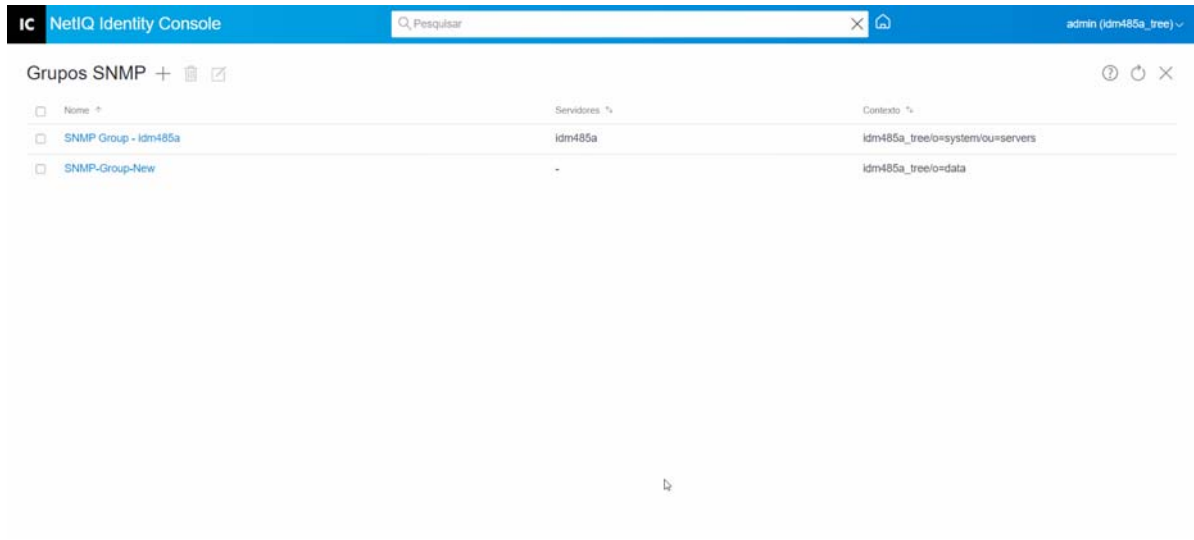 IC NetIQ Identity Console Pesquisar admin (idm485a_tree)
Grupos SNMP
Nome Servidores Contexto
SNMP Group - idm485a idm485a idm485a_tree/o=system/ou=servers
SNMP-Group-New - idm485a_tree/o=data